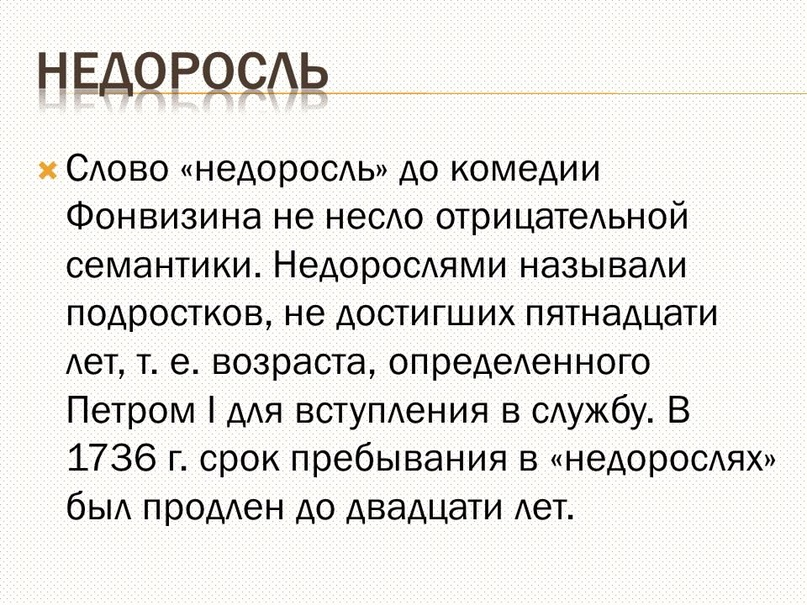 НЕДОРОСЛЬ
Слово «недоросль» до комедии
Фонвизина не несло отрицательной
семантики. Недорослями называли
подростков, не достигших пятнадцати
лет, т. е. возраста, определенного
Петром I для вступления в службу. В
1736 г. срок пребывания в «недорослях»
был продлен до двадцати лет.